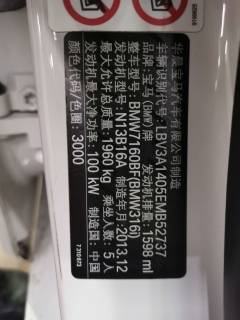 华晨宝马汽车有限公司制造
车辆识别代号: LBV3A1405EMB52737
品牌: 宝马(BMW)牌 发动机排量: 1598 ml
整车型号: BMW7160BF(BMW316i)
发动机型号: N13B16A 制造年月: 2013.12
最大允许总质量: 1960 kg 乘坐人数: 5人
发动机最大净功率: 100 kW 制造国: 中国
颜色代码/色圈: 3000
7310673